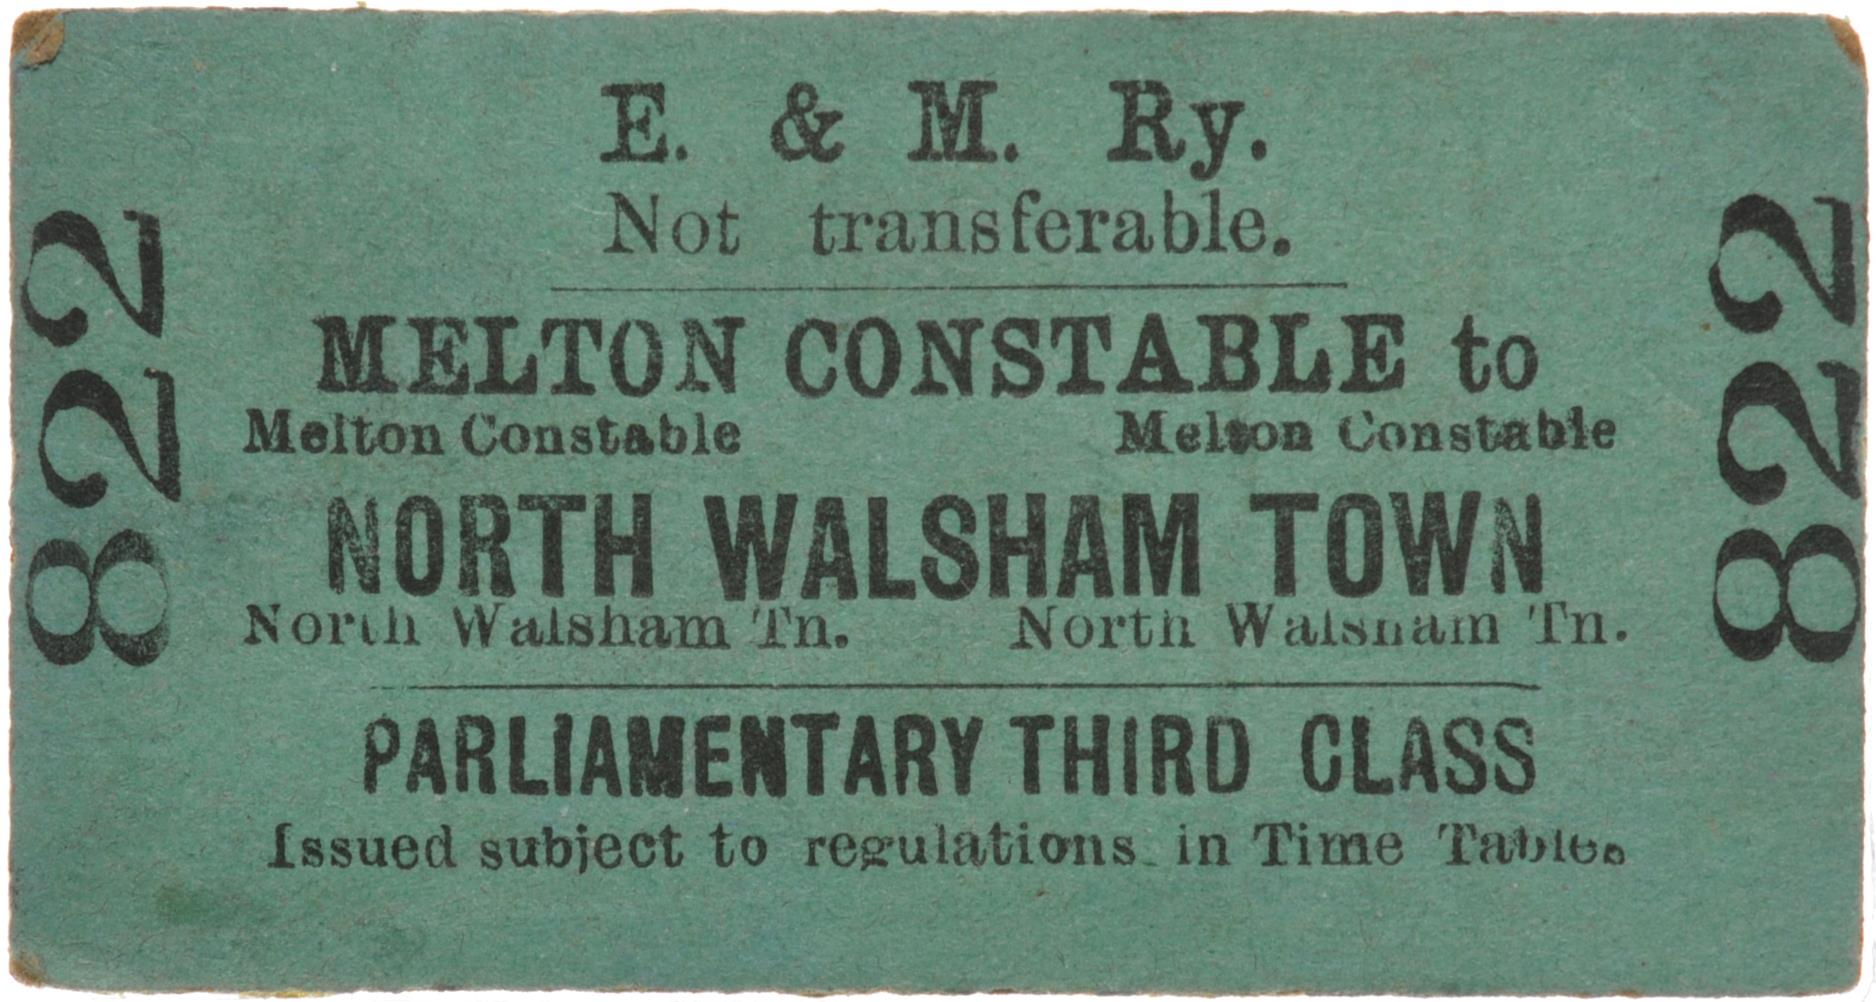 E. & M. Ry.
Not transferable.
MELTON CONSTABLE to
Melton Constable Melton Constable
NORTH WALSHAM TOWN
North Walsham Tn. North Walsham Tn.
PARLIAMENTARY THIRD CLASS
Issued subject to regulations in Time Table.
822
822